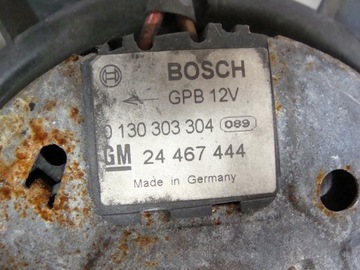 BOSCH
GPB 12V
0 130 303 304 089
GM 24 467 444
Made in Germany